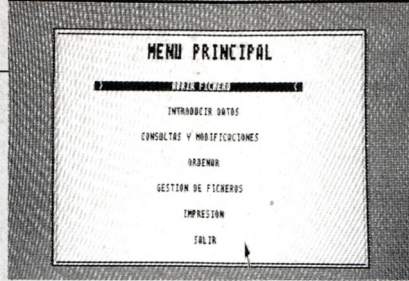 MENU PRINCIPAL
> ABRIR FICHERO <
INTRODUCIR DATOS
CONSULTAS Y MODIFICACIONES
ORDENAR
GESTION DE FICHEROS
IMPRESION
SALIR